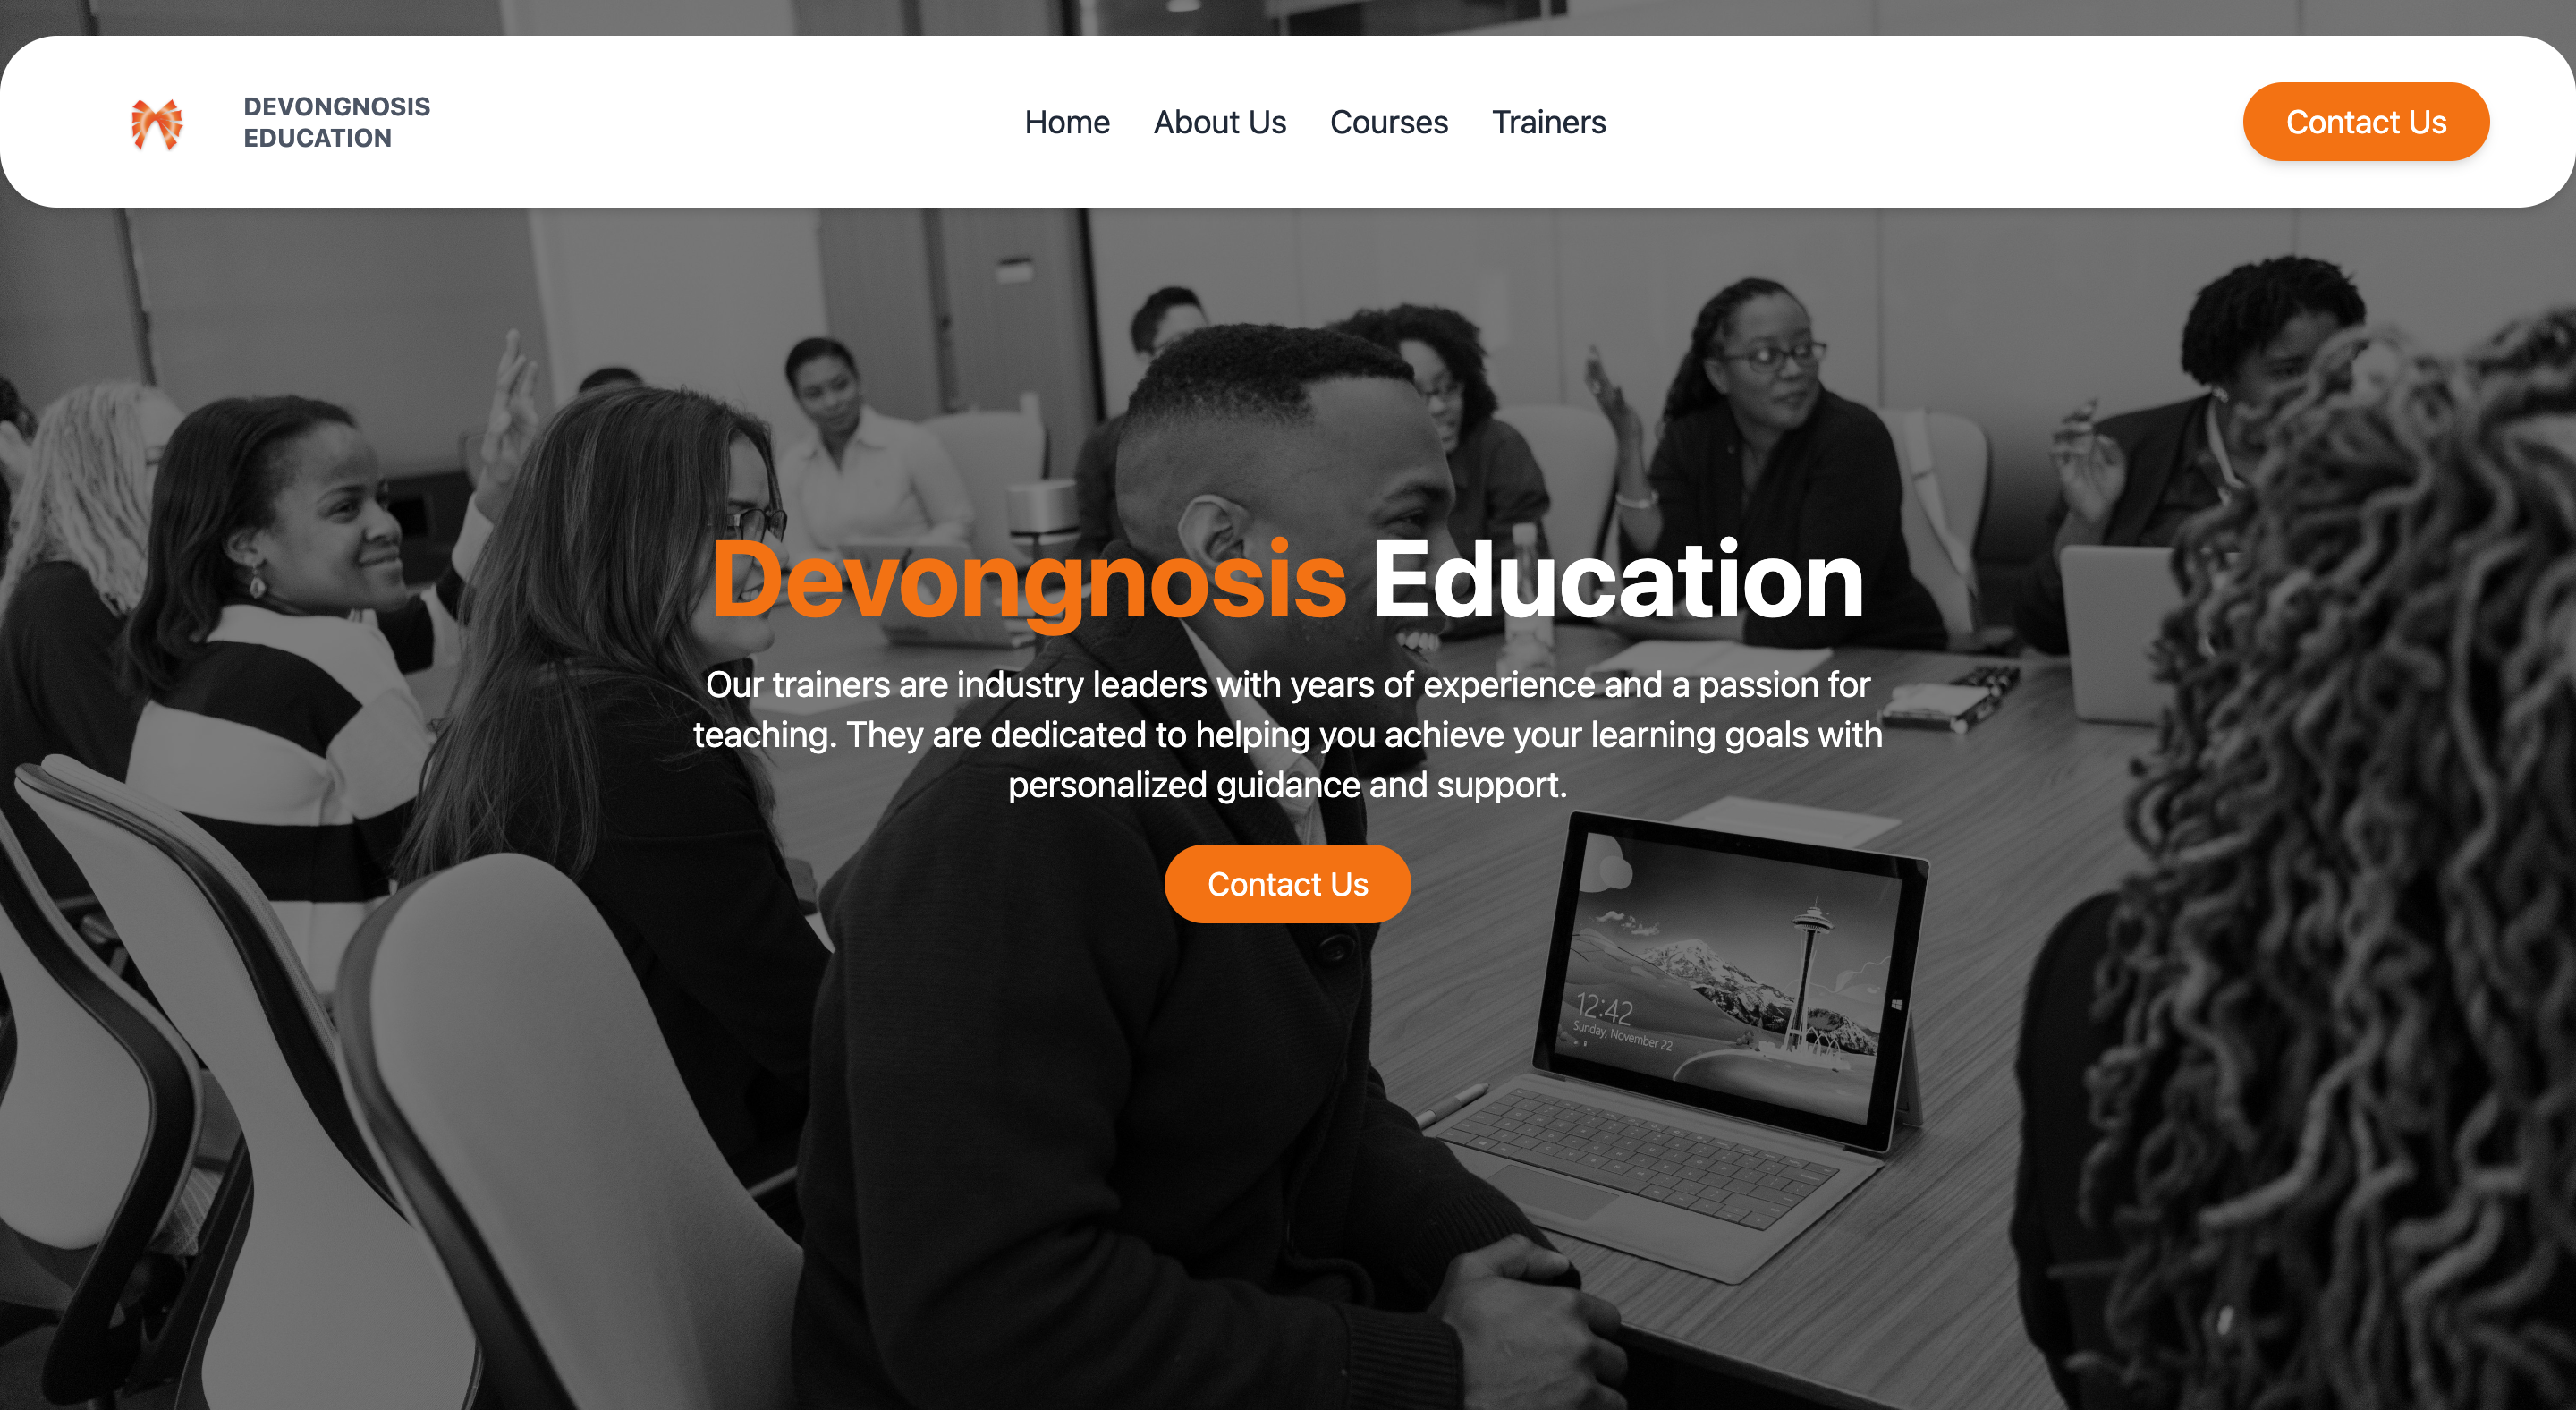 DEVONGNOSIS
EDUCATION
Home
About Us
Courses
Trainers
Contact Us
Devongnosis Education
Our trainers are industry leaders with years of experience and a passion for
teaching. They are dedicated to helping you achieve your learning goals with
personalized guidance and support.
Contact Us
12:42
Sunday, November 22